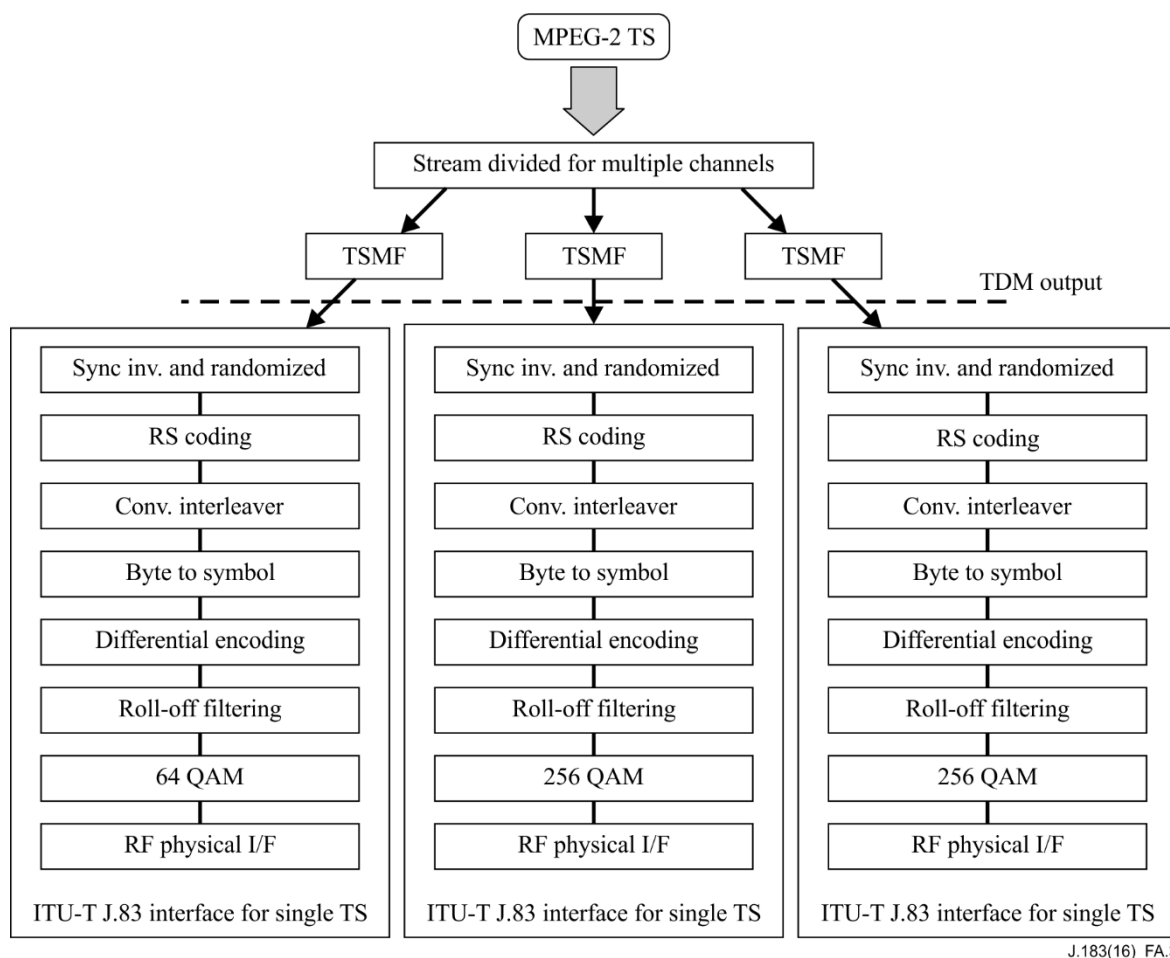 MPEG-2 TS
Stream divided for multiple channels
TSMF
TSMF
TSMF
TDM output
Sync inv. and randomized
RS coding
Conv. interleaver
Byte to symbol
Differential encoding
Roll-off filtering
64 QAM
RF physical I/F
ITU-T J.83 interface for single TS
Sync inv. and randomized
RS coding
Conv. interleaver
Byte to symbol
Differential encoding
Roll-off filtering
256 QAM
RF physical I/F
ITU-T J.83 interface for single TS
Sync inv. and randomized
RS coding
Conv. interleaver
Byte to symbol
Differential encoding
Roll-off filtering
256 QAM
RF physical I/F
ITU-T J.83 interface for single TS
J.183(16)